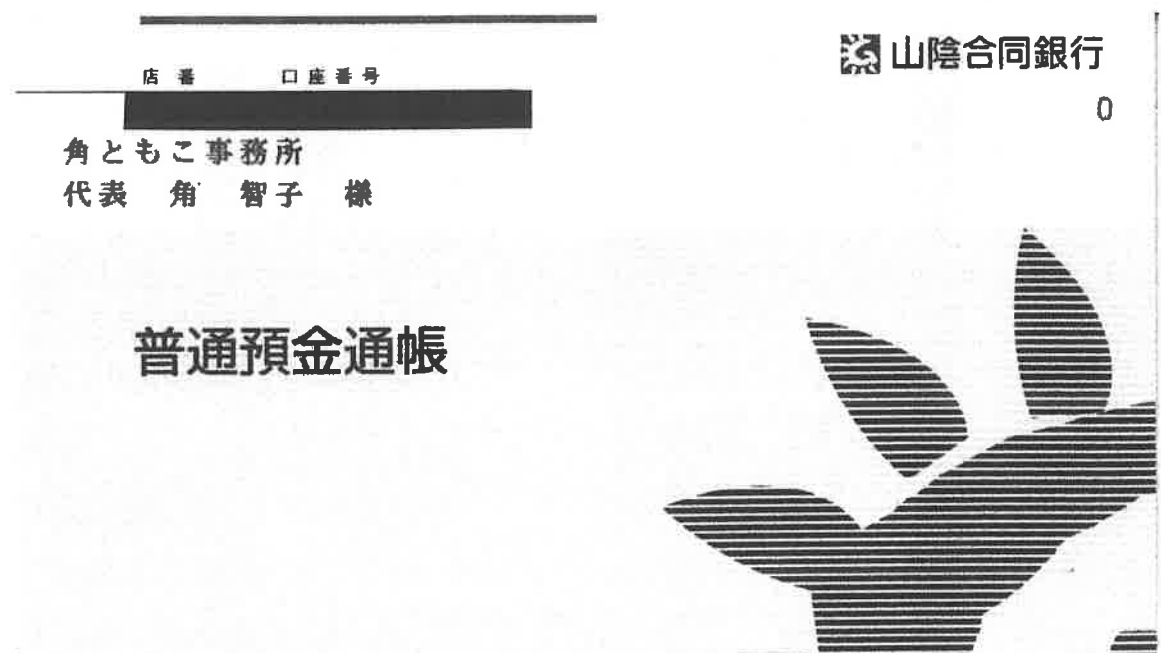 店番 口座番号
山陰合同銀行
0
角ともこ事務所
代表 角 智子 様
普通預金通帳